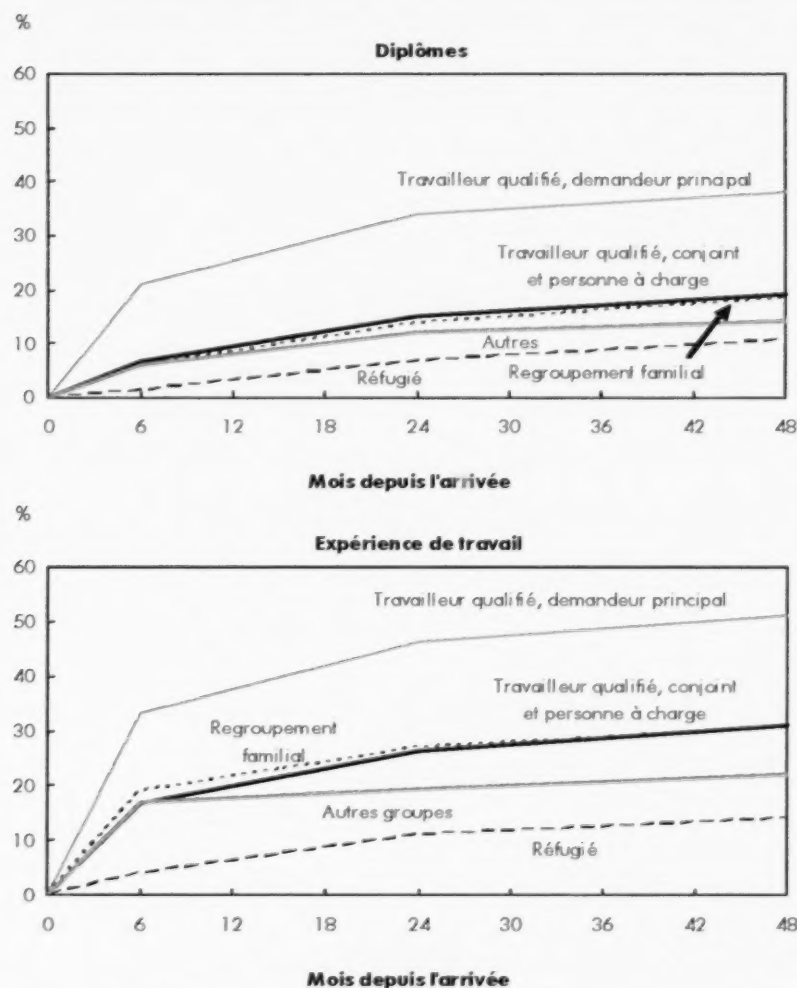 %
Diplômes
60
50
40
Travailleur qualifié, demandeur principal
30
Travailleur qualifié, conjoint
et personne à charge
20
10
Autres
Réfugié
Regroupement familial
0
0 6 12 18 24 30 36 42 48
Mois depuis l'arrivée
%
Expérience de travail
60
Travailleur qualifié, demandeur principal
50
40
Travailleur qualifié, conjoint
et personne à charge
Regroupement
familial
30
20
Autres groupes
10
Réfugié
0
0 6 12 18 24 30 36 42 48
Mois depuis l'arrivée